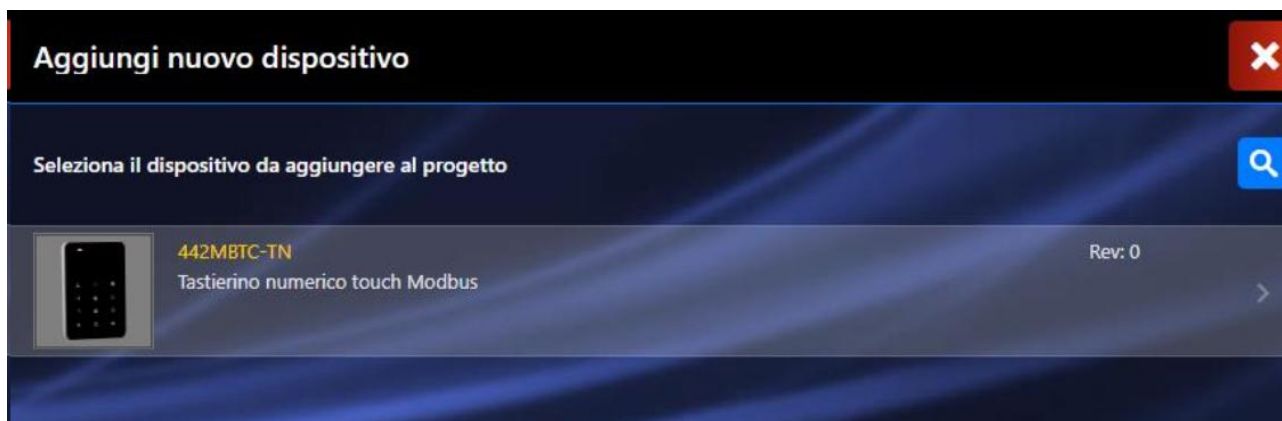 Aggiungi nuovo dispositivo
Seleziona il dispositivo da aggiungere al progetto
442MBTC-TN
Rev: 0
Tastierino numerico touch Modbus